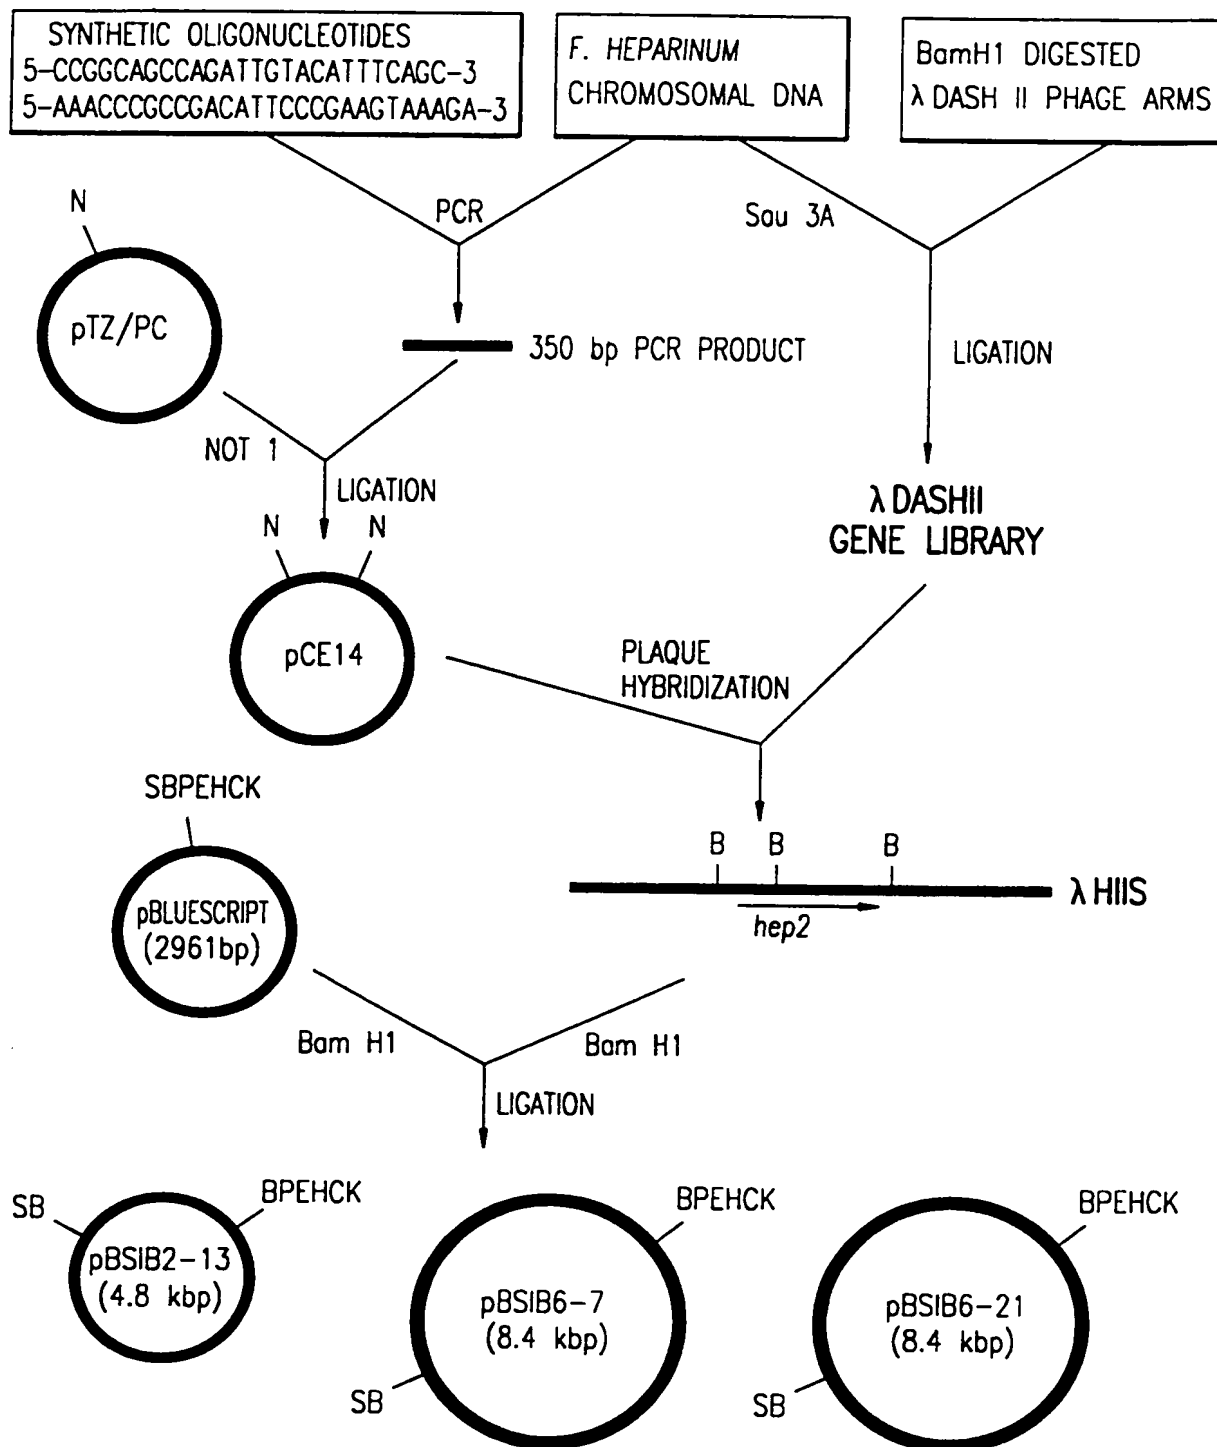 SYNTHETIC OLIGONUCLEOTIDES
5-CCGGCAGCCAGATTGTACATTTCAGC-3
5-AAACCCGCCGACATTCCCGAAGTAAAGA-3
F. HEPARINUM
CHROMOSOMAL DNA
BamH1 DIGESTED
λ DASH II PHAGE ARMS
PCR
Sau 3A
N
pTZ/PC
350 bp PCR PRODUCT
LIGATION
NOT 1
LIGATION
N N
λ DASHII
GENE LIBRARY
pCE14
PLAQUE
HYBRIDIZATION
SBPEHCK
pBLUESCRIPT
(2961bp)
B B B
λ HIIS
hep2
Bam H1
Bam H1
LIGATION
SB
BPEHCK
pBSIB2-13
(4.8 kbp)
BPEHCK
pBSIB6-7
(8.4 kbp)
SB
BPEHCK
pBSIB6-21
(8.4 kbp)
SB